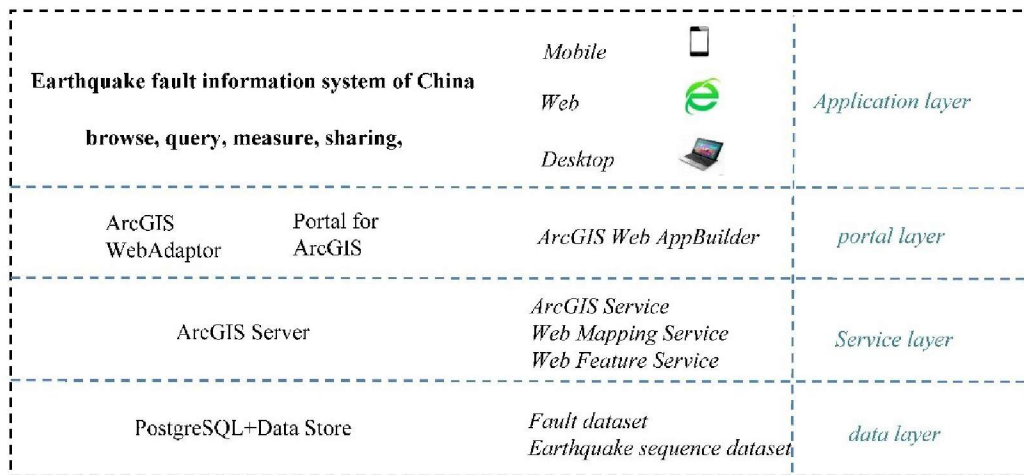 Earthquake fault information system of China
browse, query, measure, sharing,
Mobile
Web
Desktop
Application layer
ArcGIS
WebAdaptor
Portal for
ArcGIS
ArcGIS Web AppBuilder
portal layer
ArcGIS Server
ArcGIS Service
Web Mapping Service
Web Feature Service
Service layer
PostgreSQL+Data Store
Fault dataset
Earthquake sequence dataset
data layer